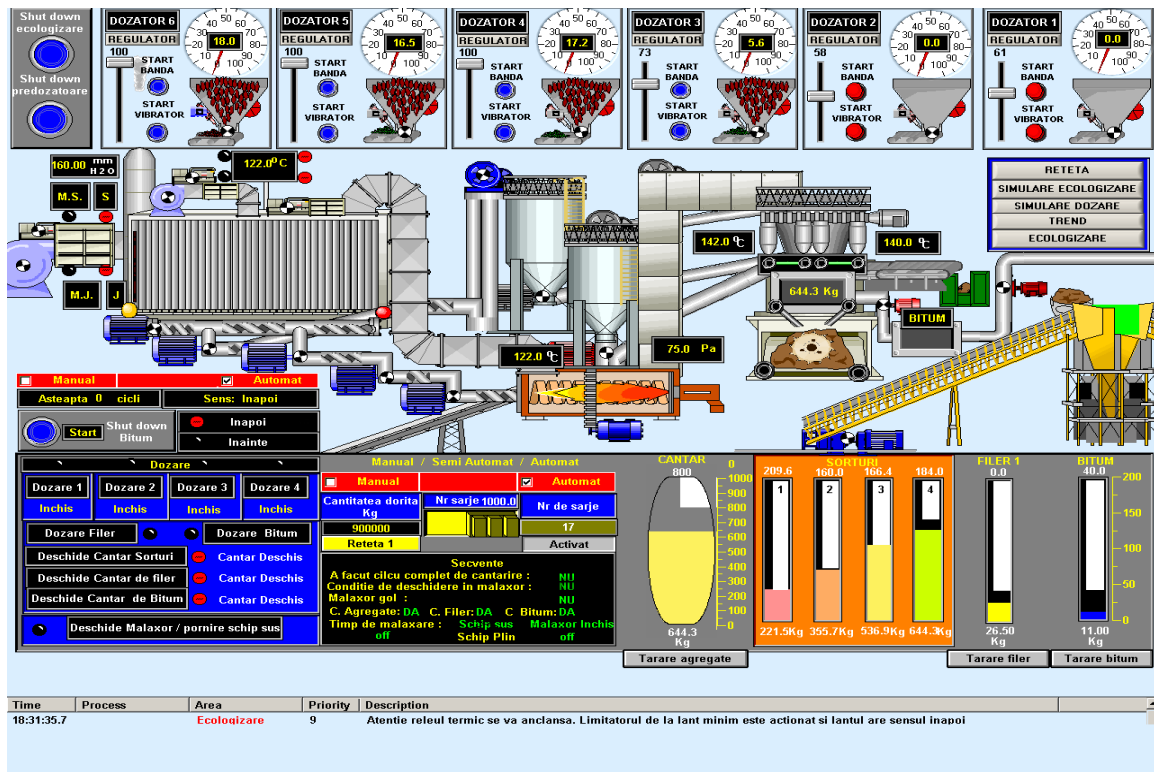 Shut down
ecologizare
Shut down
predozatoare
DOZATOR 6
REGULATOR
100
START
BANDA
START
VIBRATOR
40 50 60
30 70
20 80
10 90
0 100
18.0
DOZATOR 5
REGULATOR
100
START
BANDA
START
VIBRATOR
16.5
DOZATOR 4
REGULATOR
100
START
BANDA
START
VIBRATOR
17.2
DOZATOR 3
REGULATOR
73
START
BANDA
START
VIBRATOR
5.6
DOZATOR 2
REGULATOR
58
START
BANDA
START
VIBRATOR
0.0
DOZATOR 1
REGULATOR
61
START
BANDA
START
VIBRATOR
0.0
160.00 mm H2O
M.S. S
122.0°C
M.J. J
RETETA
SIMULARE ECOLOGIZARE
SIMULARE DOZARE
TREND
ECOLOGIZARE
142.0 °C
140.0 °C
644.3 Kg
BITUM
122.0 °C
75.0 Pa
Manual Automat
Asteapta 0 cicli Sens: Inapoi
Start Shut down
Bitum
Inapoi
Inainte
Dozare
Dozare 1 Dozare 2 Dozare 3 Dozare 4
Inchis Inchis Inchis Inchis
Dozare Filer Dozare Bitum
Deschide Cantar Sorturi Cantar Deschis
Deschide Cantar de filer Cantar Deschis
Deschide Cantar de Bitum Cantar Deschis
Deschide Malaxor / pornire schip sus
Manual / Semi Automat / Automat
Manual Automat
Cantitatea dorita
Kg
900000
Reteta 1
Nr sarje 1000.0
Nr de sarje
17
Activat
Secvente
A facut cilcu complet de cantarire : NU
Conditie de deschidere in malaxor : NU
Malaxor gol : NU
C. Agregate: DA C. Filer: DA C Bitum: DA
Timp de malaxare : Schip sus Malaxor Inchis
off Schip Plin off
CANTAR
800
0
1000
900
800
700
600
500
400
300
200
100
0
644.3
Kg
Tarare agregate
SORTURI
209.6 160.0 166.4 184.0
1 2 3 4
221.5Kg 355.7Kg 536.9Kg 644.3Kg
FILER 1
0.0
26.50
Kg
Tarare filer
BITUM
40.0
200
150
100
50
0
11.00
Kg
Tarare bitum
Time Process Area Priority Description
18:31:35.7 Ecologizare 9 Atentie releul termic se va anclansa. Limitatorul de la lant minim este actionat si lantul are sensul inapoi